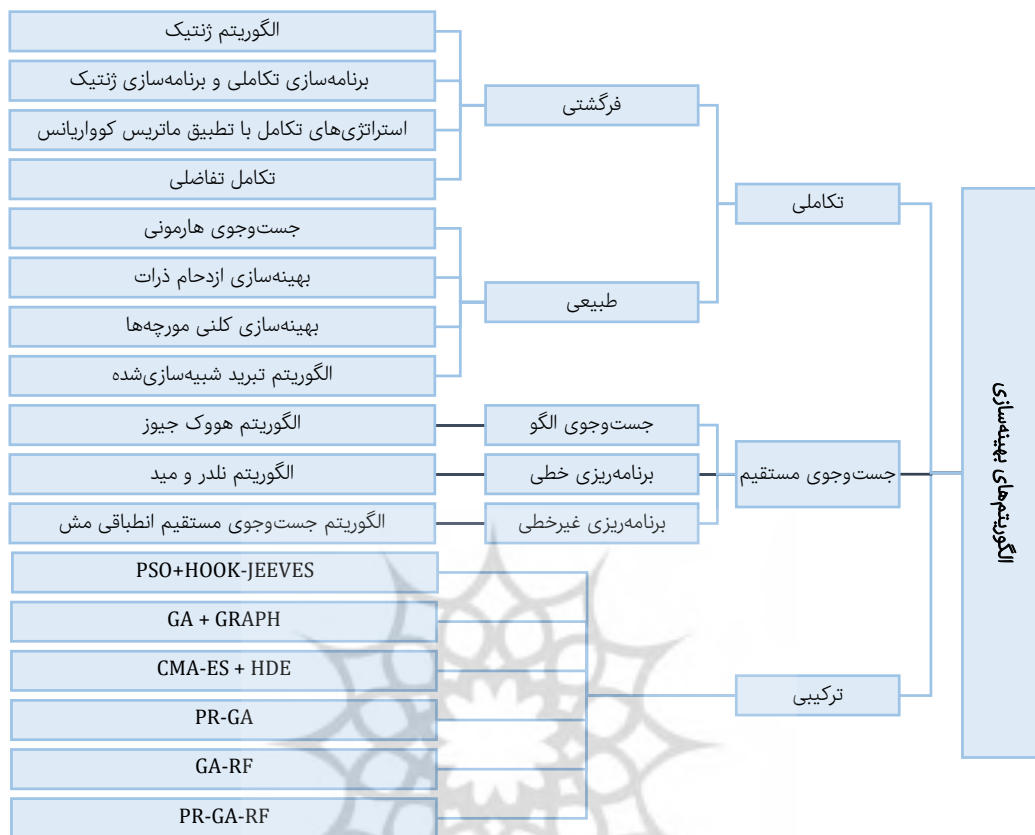 الگوریتم‌های بهینه‌سازی
تکاملی
فرگشتی
الگوریتم ژنتیک
برنامه‌سازی تکاملی و برنامه‌سازی ژنتیک
استراتژی‌های تکامل با تطبیق ماتریس کوواریانس
تکامل تفاضلی
طبیعی
جست‌وجوی هارمونی
بهینه‌سازی ازدحام ذرات
بهینه‌سازی کلنی مورچه‌ها
الگوریتم تبرید شبیه‌سازی‌شده
جست‌وجوی مستقیم
جست‌وجوی الگو
الگوریتم هووک جیوز
برنامه‌ریزی خطی
الگوریتم نلدر و مید
برنامه‌ریزی غیرخطی
الگوریتم جست‌وجوی مستقیم انطباقی مش
ترکیبی
PSO+HOOK-JEEVES
GA + GRAPH
CMA-ES + HDE
PR-GA
GA-RF
PR-GA-RF